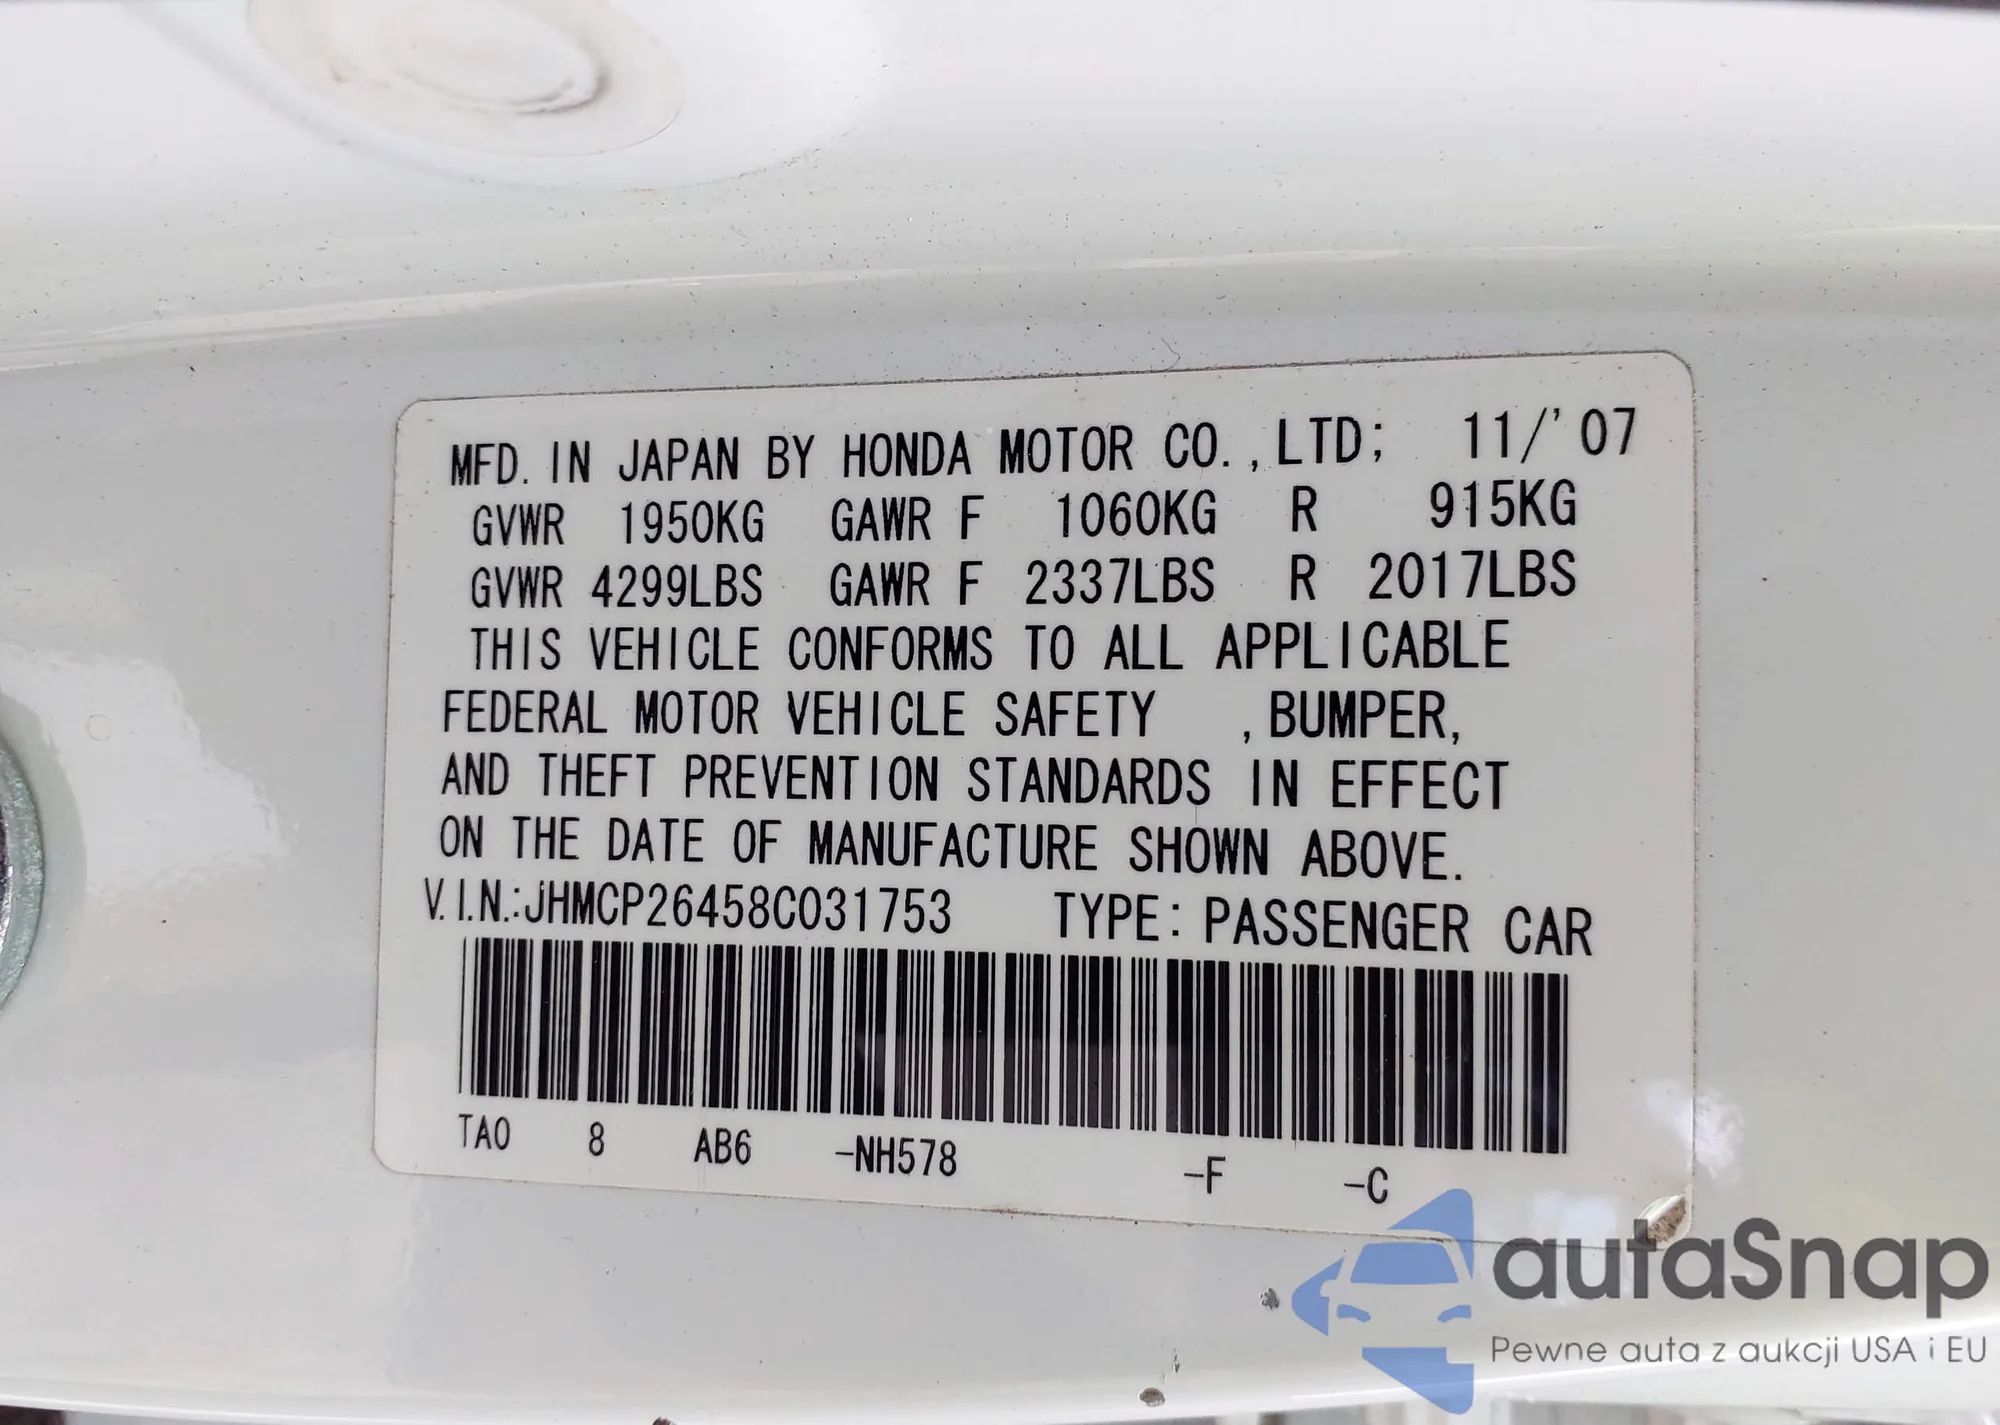 MFD. IN JAPAN BY HONDA MOTOR CO.,LTD; 11/'07
GVWR 1950KG GAWR F 1060KG R 915KG
GVWR 4299LBS GAWR F 2337LBS R 2017LBS
THIS VEHICLE CONFORMS TO ALL APPLICABLE
FEDERAL MOTOR VEHICLE SAFETY ,BUMPER,
AND THEFT PREVENTION STANDARDS IN EFFECT
ON THE DATE OF MANUFACTURE SHOWN ABOVE.
V.I.N.:JHMCP26458C031753 TYPE: PASSENGER CAR
TA0 8 AB6 -NH578 -F -C
autaSnap
Pewne auta z aukcji USA i EU